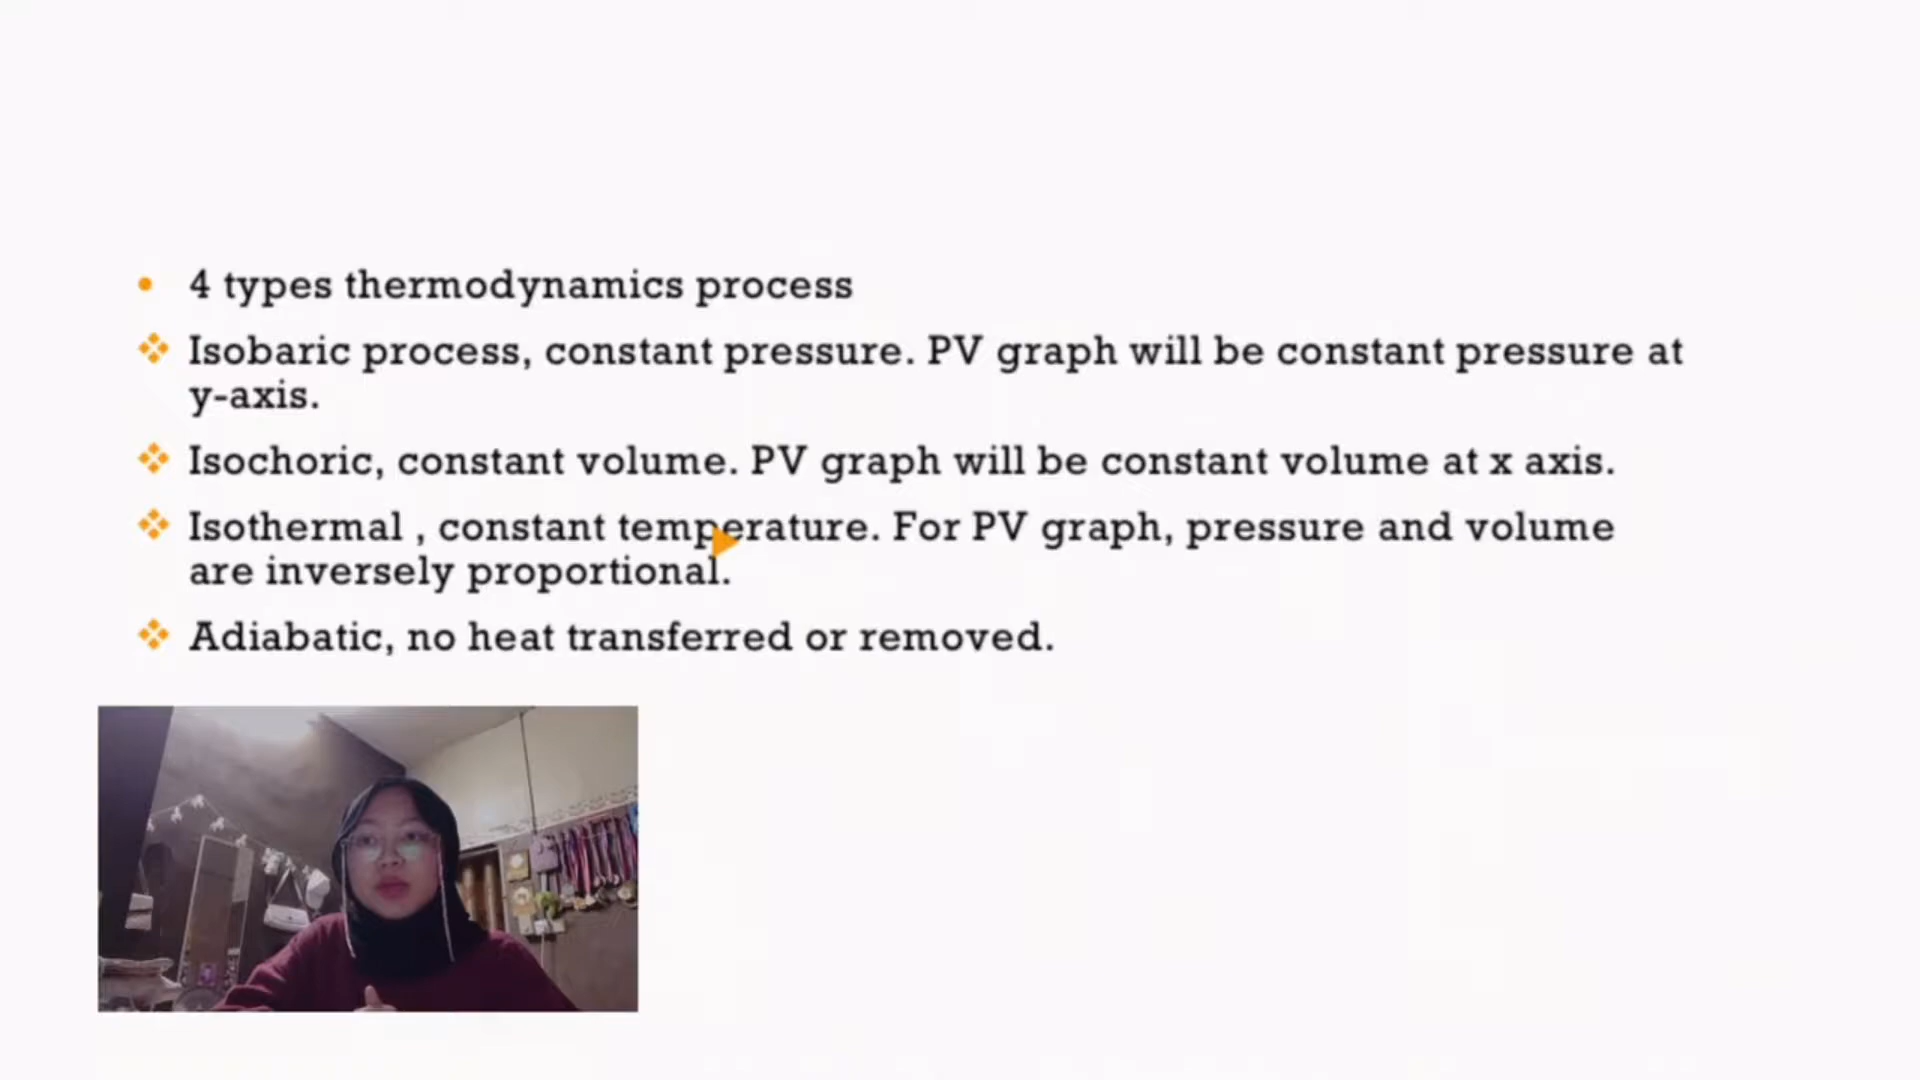 4 types thermodynamics process
Isobaric process, constant pressure. PV graph will be constant pressure at
y-axis.
Isochoric, constant volume. PV graph will be constant volume at x axis.
Isothermal , constant temperature. For PV graph, pressure and volume
are inversely proportional.
Adiabatic, no heat transferred or removed.